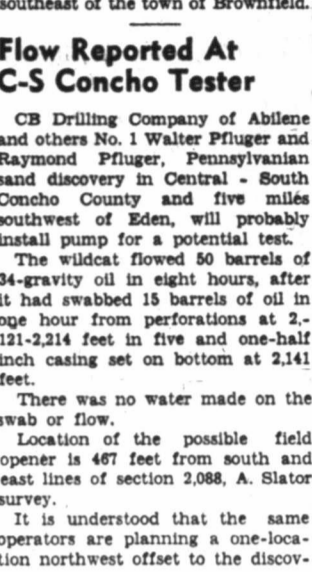 southeast of the town of Brownfield.
Flow Reported At
C-S Concho Tester
CB Drilling Company of Abilene
and others No. 1 Walter Pfluger and
Raymond Pfluger, Pennsylvanian
sand discovery in Central - South
Concho County and five miles
southwest of Eden, will probably
install pump for a potential test.
The wildcat flowed 50 barrels of
34-gravity oil in eight hours, after
it had swabbed 15 barrels of oil in
one hour from perforations at 2,-
121-2,214 feet in five and one-half
inch casing set on bottom at 2,141
feet.
There was no water made on the
swab or flow.
Location of the possible field
opener is 467 feet from south and
east lines of section 2,088, A. Slator
survey.
It is understood that the same
operators are planning a one-loca-
tion northwest offset to the discov-